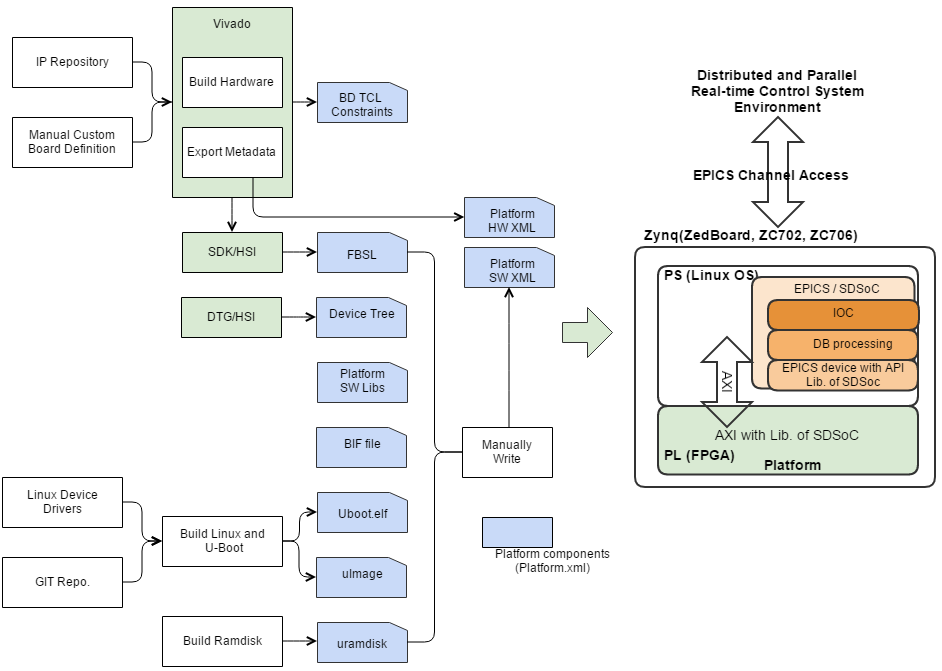 Vivado
IP Repository
Build Hardware
BD TCL
Constraints
Manual Custom
Board Definition
Export Metadata
Platform
HW XML
SDK/HSI
FBSL
Platform
SW XML
DTG/HSI
Device Tree
Platform
SW Libs
BIF file
Manually
Write
Linux Device
Drivers
Uboot.elf
Build Linux and
U-Boot
GIT Repo.
uImage
Build Ramdisk
uramdisk
Platform components
(Platform.xml)
Distributed and Parallel
Real-time Control System
Environment
EPICS Channel Access
Zynq(ZedBoard, ZC702, ZC706)
PS (Linux OS)
EPICS / SDSoC
IOC
DB processing
EPICS device with API
Lib. of SDSoc
AXI
AXI with Lib. of SDSoC
PL (FPGA)
Platform